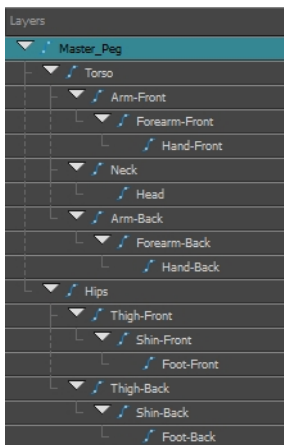 Layers
Master_Peg
Torso
Arm-Front
Forearm-Front
Hand-Front
Neck
Head
Arm-Back
Forearm-Back
Hand-Back
Hips
Thigh-Front
Shin-Front
Foot-Front
Thigh-Back
Shin-Back
Foot-Back